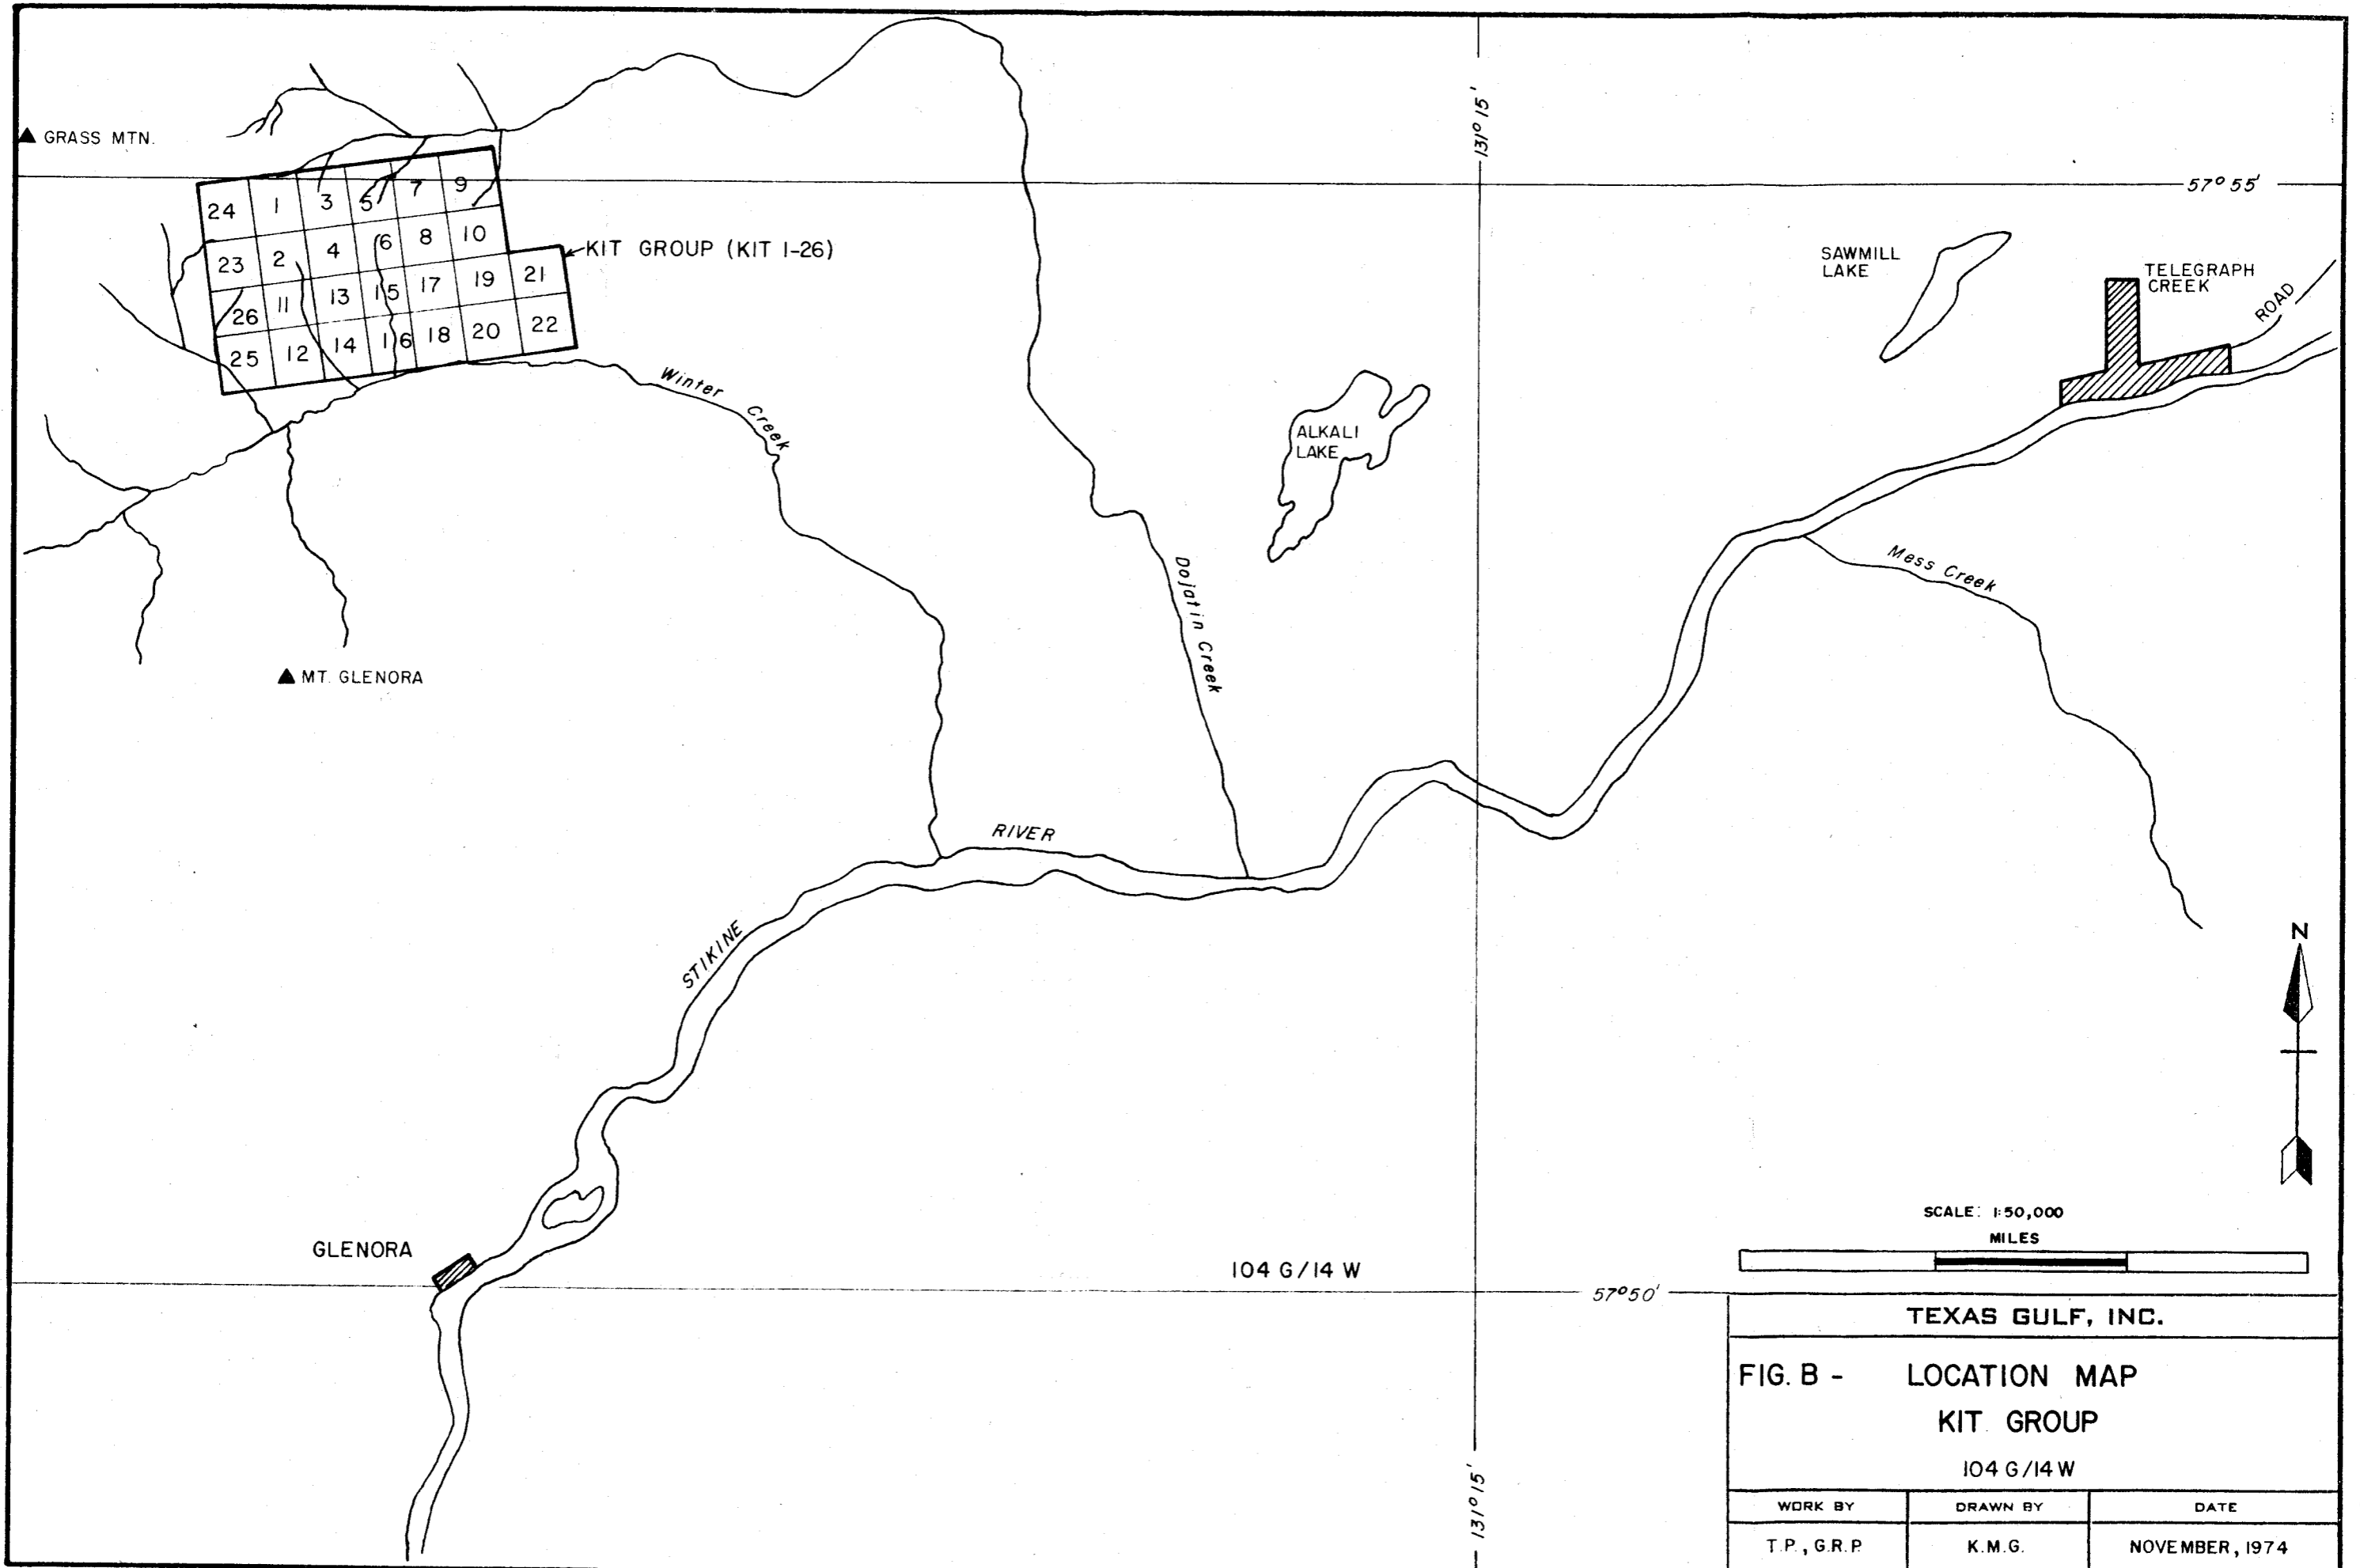 131° 15'
GRASS MTN.
57° 55'
24 1 3 5 7 9
23 2 4 6 8 10
26 11 13 15 17 19 21
25 12 14 16 18 20 22
KIT GROUP (KIT 1-26)
SAWMILL
LAKE
TELEGRAPH
CREEK
ROAD
Winter Creek
ALKALI
LAKE
Dojatin Creek
Mess Creek
MT. GLENORA
RIVER
STIKINE
N
GLENORA
104 G/14 W
57° 50'
131° 15'
SCALE: 1:50,000
MILES
TEXAS GULF, INC.
FIG. B - LOCATION MAP
KIT GROUP
104 G/14 W
WORK BY DRAWN BY DATE
T.P., G.R.P. K.M.G. NOVEMBER, 1974